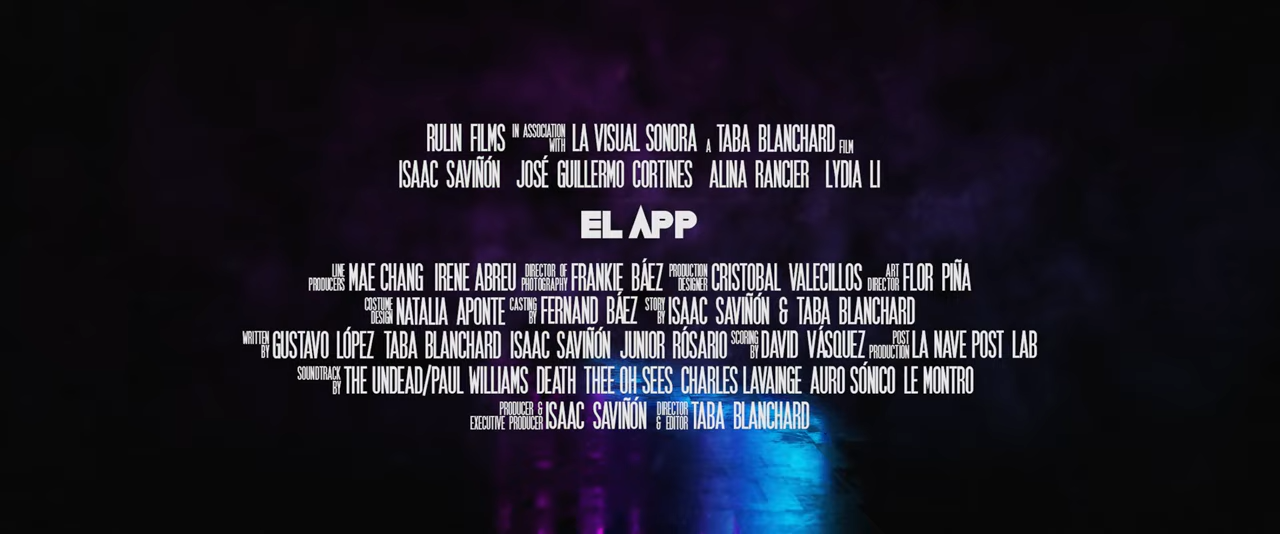 RULIN FILMS IN ASSOCIATION WITH LA VISUAL SONORA A TABA BLANCHARD FILM
ISAAC SAVIÑÓN JOSÉ GUILLERMO CORTINES ALINA RANCIER LYDIA LI
EL APP
LINE PRODUCERS MAE CHANG IRENE ABREU DIRECTOR OF PHOTOGRAPHY FRANKIE BÁEZ PRODUCTION DESIGNER CRISTOBAL VALECILLOS ART DIRECTOR FLOR PIÑA
COSTUME DESIGN NATALIA APONTE CASTING BY FERNAND BÁEZ STORY BY ISAAC SAVIÑÓN & TABA BLANCHARD
WRITTEN BY GUSTAVO LÓPEZ TABA BLANCHARD ISAAC SAVIÑÓN JUNIOR RÓSARIO SCORING BY DAVID VÁSQUEZ POST PRODUCTION LA NAVE POST LAB
SOUNDTRACK BY THE UNDEAD/PAUL WILLIAMS DEATH THEE OH SEES CHARLES LAVAINGE AURO SÓNICO LE MONTRO
PRODUCER & EXECUTIVE PRODUCER ISAAC SAVIÑÓN DIRECTOR & EDITOR TABA BLANCHARD